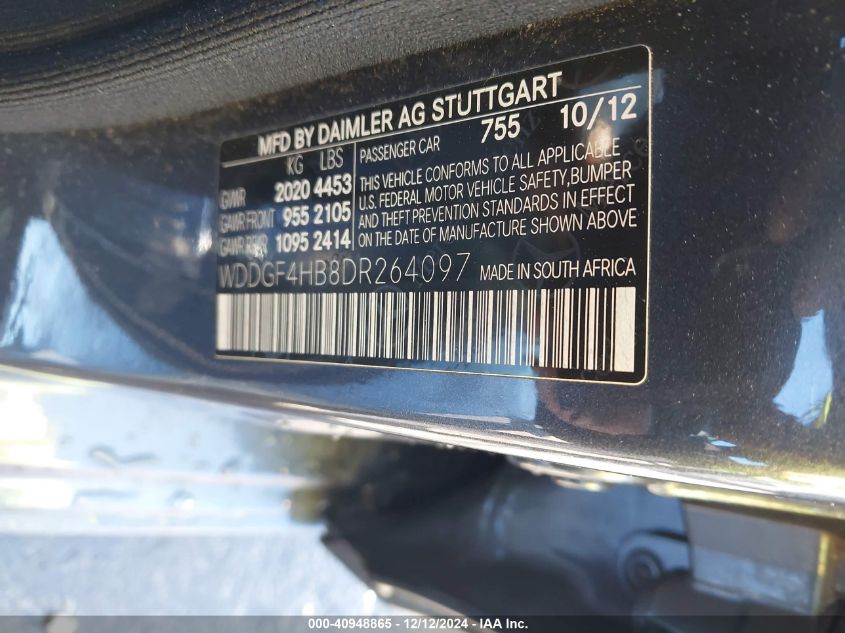 MFD BY DAIMLER AG STUTTGART
KG LBS
GVWR 2020 4453
GAWR FRONT 955 2105
GAWR REAR 1095 2414
PASSENGER CAR 755 10/12
THIS VEHICLE CONFORMS TO ALL APPLICABLE
U.S. FEDERAL MOTOR VEHICLE SAFETY, BUMPER
AND THEFT PREVENTION STANDARDS IN EFFECT
ON THE DATE OF MANUFACTURE SHOWN ABOVE
WDDGF4HB8DR264097 MADE IN SOUTH AFRICA
000-40948865 / 12/12/2024 - IAA Inc.